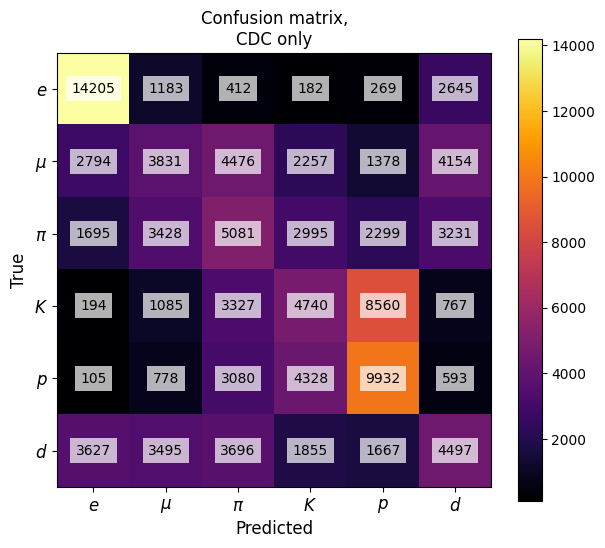 Confusion matrix,
CDC only
e 14205 1183 412 182 269 2645
μ 2794 3831 4476 2257 1378 4154
π 1695 3428 5081 2995 2299 3231
K 194 1085 3327 4740 8560 767
p 105 778 3080 4328 9932 593
d 3627 3495 3696 1855 1667 4497
e μ π K p d
True
Predicted
14000
12000
10000
8000
6000
4000
2000